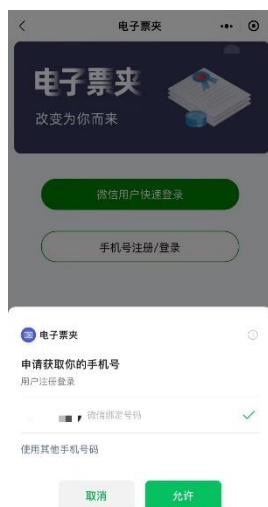 电子票夹
电子票夹
改变为你而来
微信用户快速登录
手机号注册/登录
电子票夹
申请获取你的手机号
用户注册登录
微信绑定号码
使用其他手机号码
取消
允许